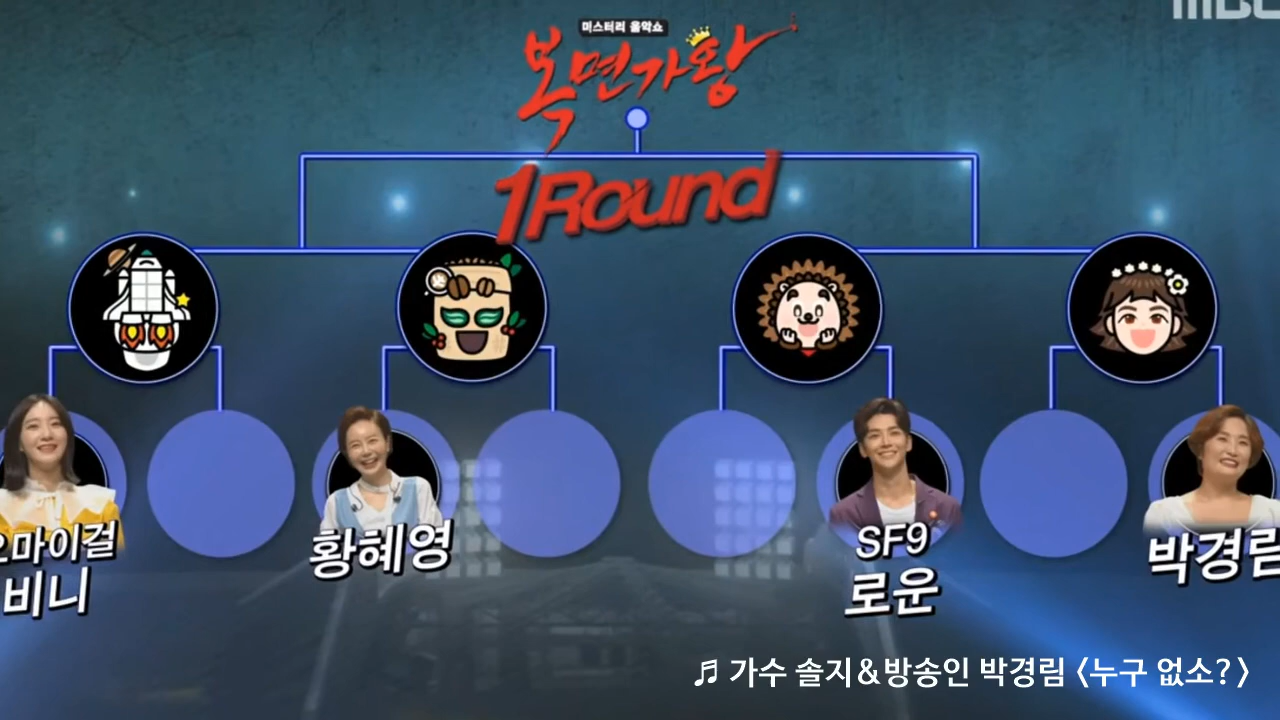 MBC
미스터리 음악쇼
복면가왕
1Round
오마이걸
비니
황혜영
SF9
로운
박경림
♬ 가수 솔지&방송인 박경림 〈누구 없소?〉